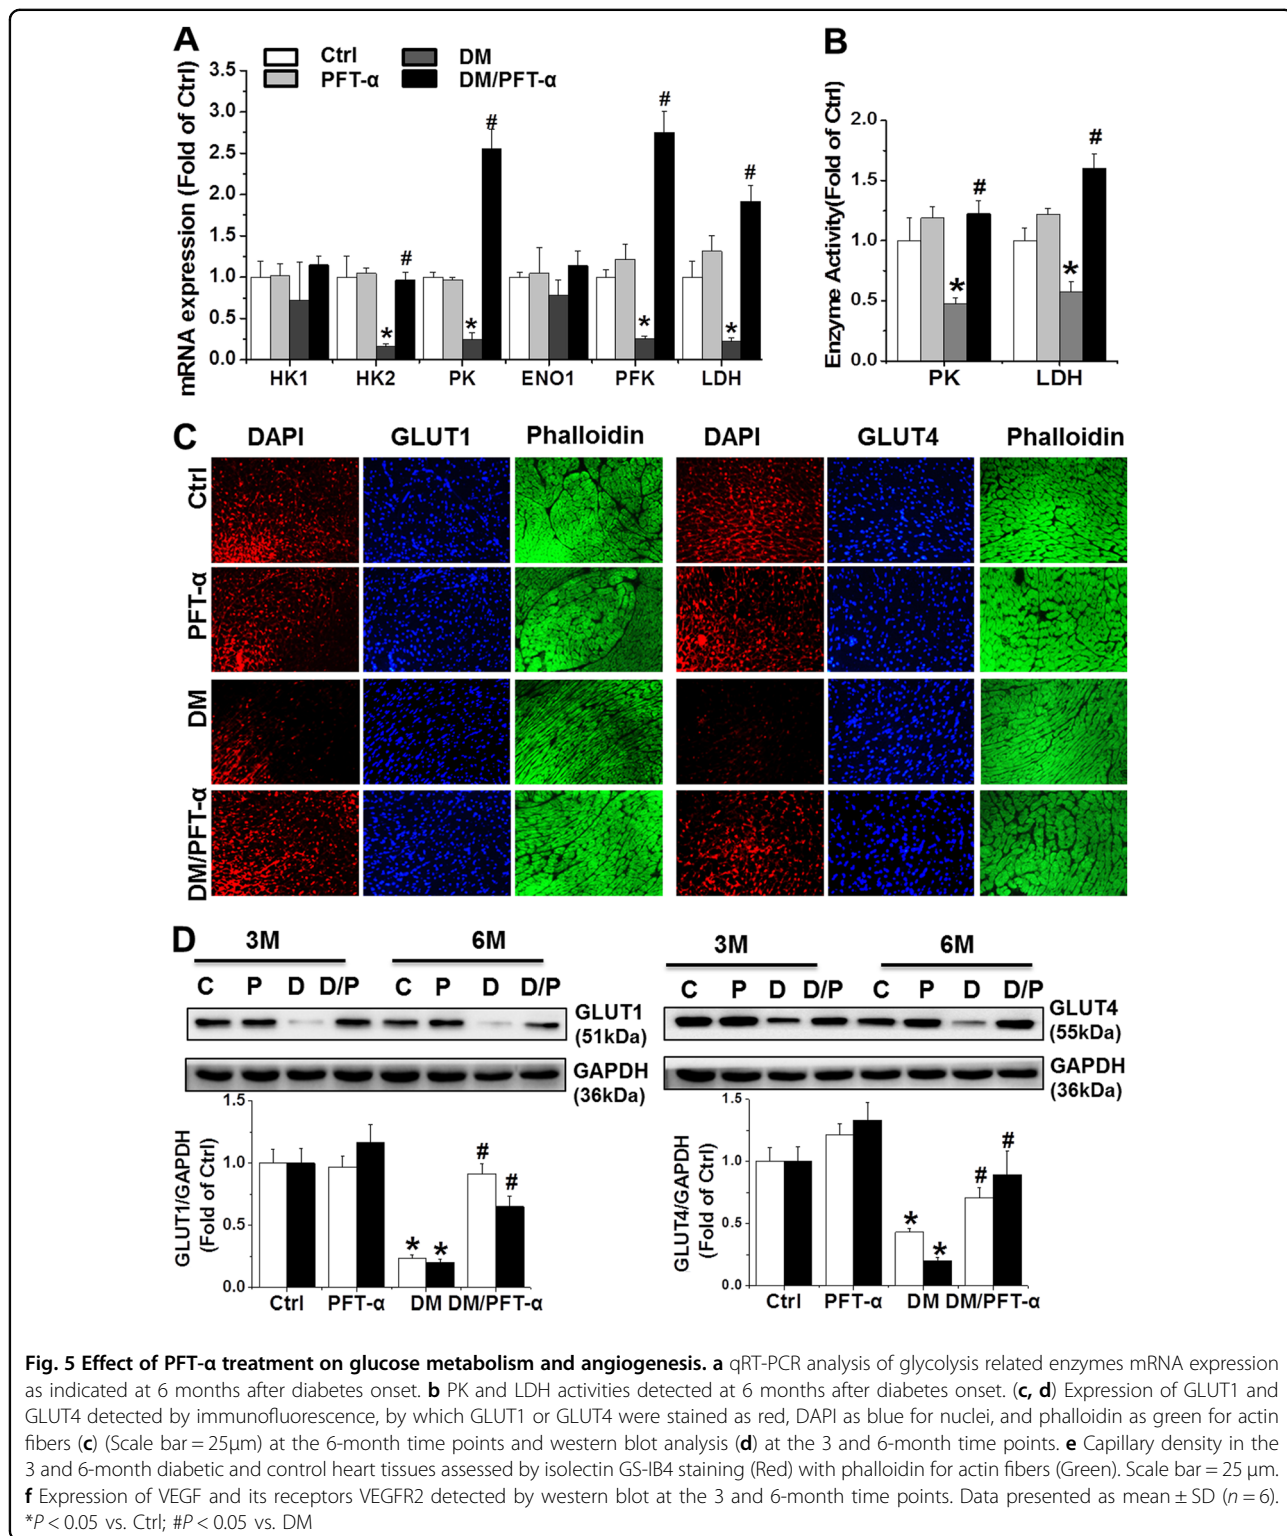 A
Ctrl
DM
PFT-α
DM/PFT-α
mRNA expression (Fold of Ctrl)
3.5
3.0
2.5
2.0
1.5
1.0
0.5
0.0
# * * # * # * #
HK1 HK2 PK ENO1 PFK LDH
B
Enzyme Activity(Fold of Ctrl)
2.0
1.5
1.0
0.5
0.0
* # * #
PK LDH
C
DAPI GLUT1 Phalloidin DAPI GLUT4 Phalloidin
Ctrl
PFT-α
DM
DM/PFT-α
D
3M 6M
C P D D/P C P D D/P
GLUT1
(51kDa)
GAPDH
(36kDa)
GLUT1/GAPDH
(Fold of Ctrl)
1.5
1.0
0.5
0.0
* * # #
Ctrl PFT-α DM DM/PFT-α
3M 6M
C P D D/P C P D D/P
GLUT4
(55kDa)
GAPDH
(36kDa)
GLUT4/GAPDH
(Fold of Ctrl)
1.5
1.0
0.5
0.0
* * # #
Ctrl PFT-α DM DM/PFT-α
Fig. 5 Effect of PFT-α treatment on glucose metabolism and angiogenesis. a qRT-PCR analysis of glycolysis related enzymes mRNA expression
as indicated at 6 months after diabetes onset. b PK and LDH activities detected at 6 months after diabetes onset. (c, d) Expression of GLUT1 and
GLUT4 detected by immunofluorescence, by which GLUT1 or GLUT4 were stained as red, DAPI as blue for nuclei, and phalloidin as green for actin
fibers (c) (Scale bar = 25μm) at the 6-month time points and western blot analysis (d) at the 3 and 6-month time points. e Capillary density in the
3 and 6-month diabetic and control heart tissues assessed by isolectin GS-IB4 staining (Red) with phalloidin for actin fibers (Green). Scale bar = 25 μm.
f Expression of VEGF and its receptors VEGFR2 detected by western blot at the 3 and 6-month time points. Data presented as mean ± SD (n = 6).
*P < 0.05 vs. Ctrl; #P < 0.05 vs. DM